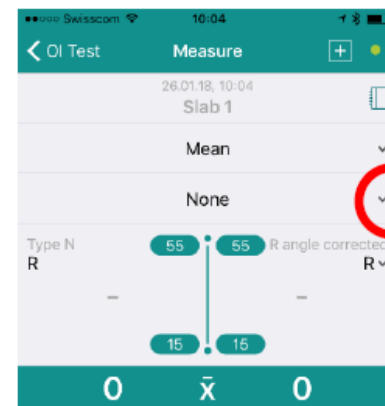 Swisscom 10:04
OI Test Measure
26.01.18, 10:04
Slab 1
Mean
None
Type N 55 55 R angle corrected
R R
– –
15 15
0 x̄ 0